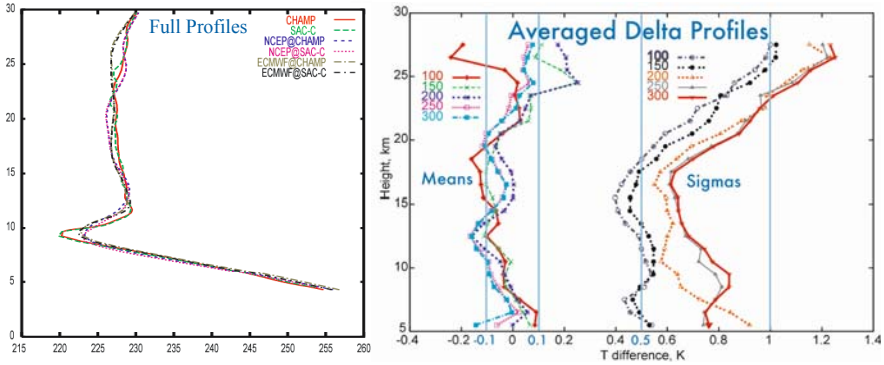 Full Profiles
CHAMP
SAC-C
NCEP@CHAMP
NCEP@SAC-C
ECMWF@CHAMP
ECMWF@SAC-C
30
25
20
15
10
5
0
215 220 225 230 235 240 245 250 255 260
Averaged Delta Profiles
100
150
200
250
300
100
150
200
250
300
Means
Sigmas
Height, km
30
25
20
15
10
5
-0.4 -0.2 -0.1 0 0.1 0.2 0.4 0.5 0.6 0.8 1 1.2 1.4
T difference, K